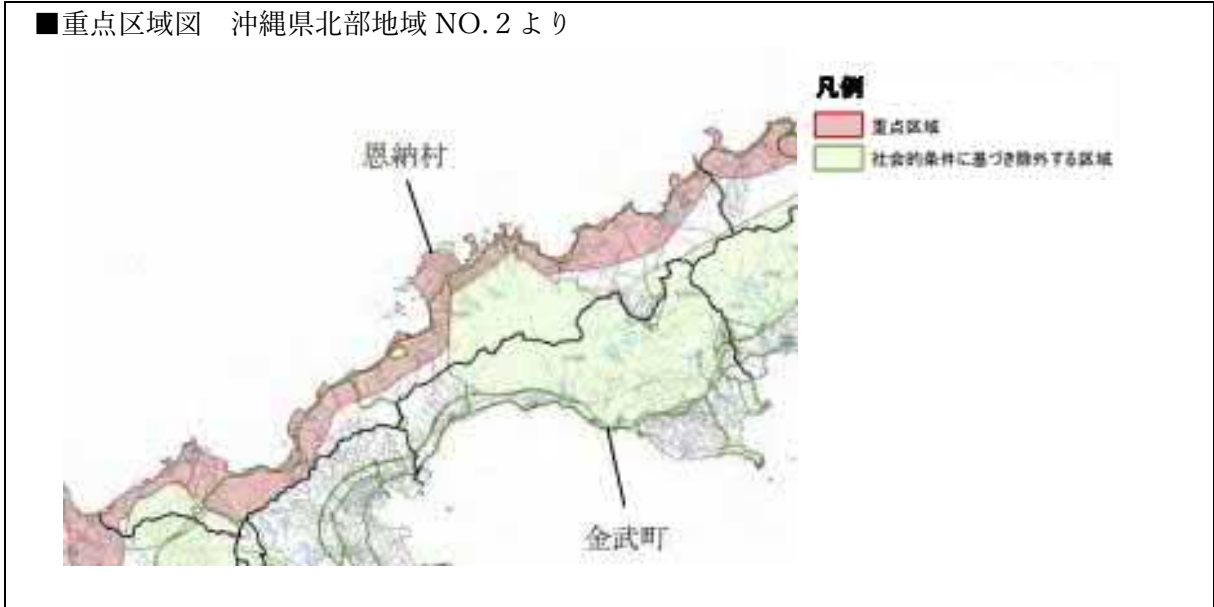 ■重点区域図 沖縄県北部地域 NO.2より
凡例
重点区域
社会的条件に基づき除外する区域
恩納村
金武町